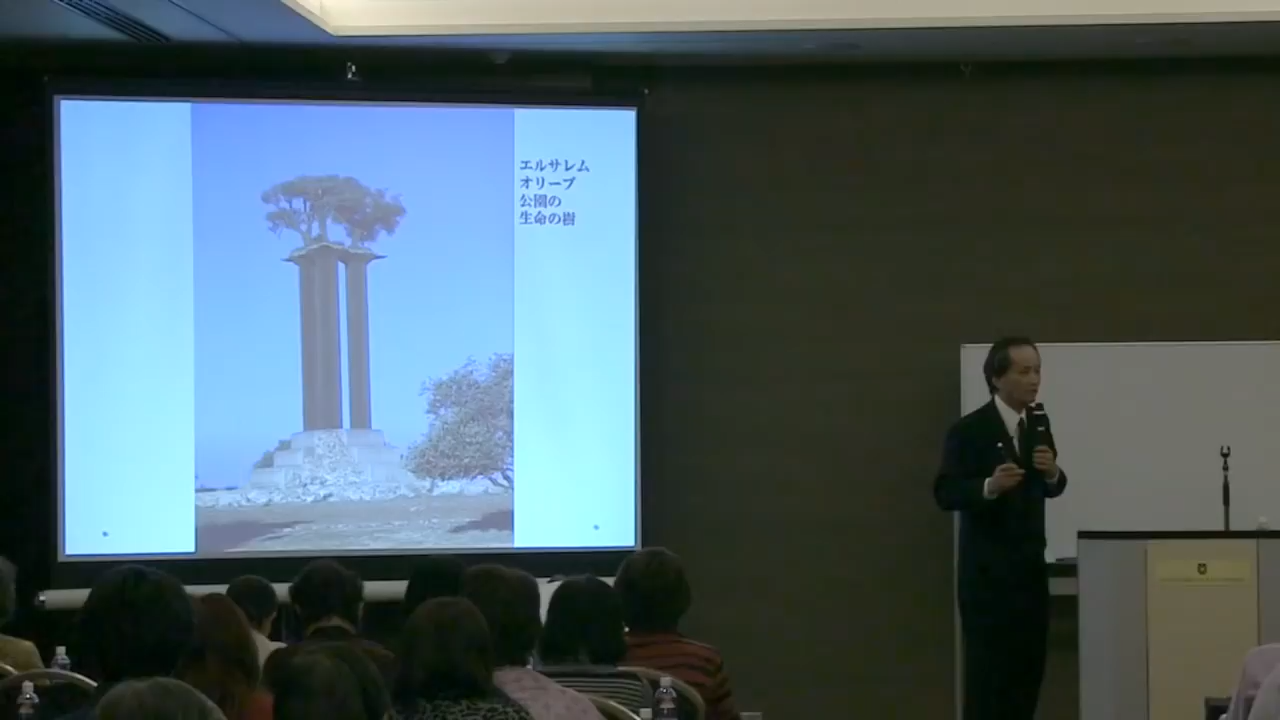 エルサレム
オリーブ
公園の
生命の樹